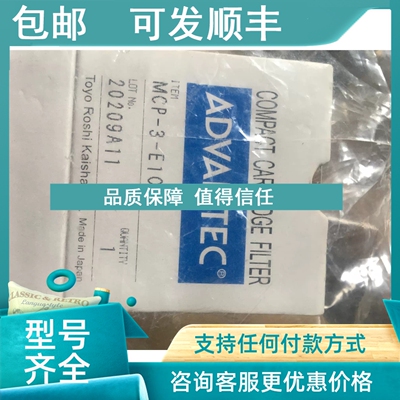 包邮 可发顺丰
COMPACT CARTRIDGE FILTER
ADVANTEC®
ITEM
MCP-3-E10
LOT No.
20209A11
QUANTITY
1
Toyo Roshi Kaisha
Made in Japan
品质保障 值得信任
CLASSIC & RETRO
型号
齐全
支持任何付款方式
咨询客服更优惠价格